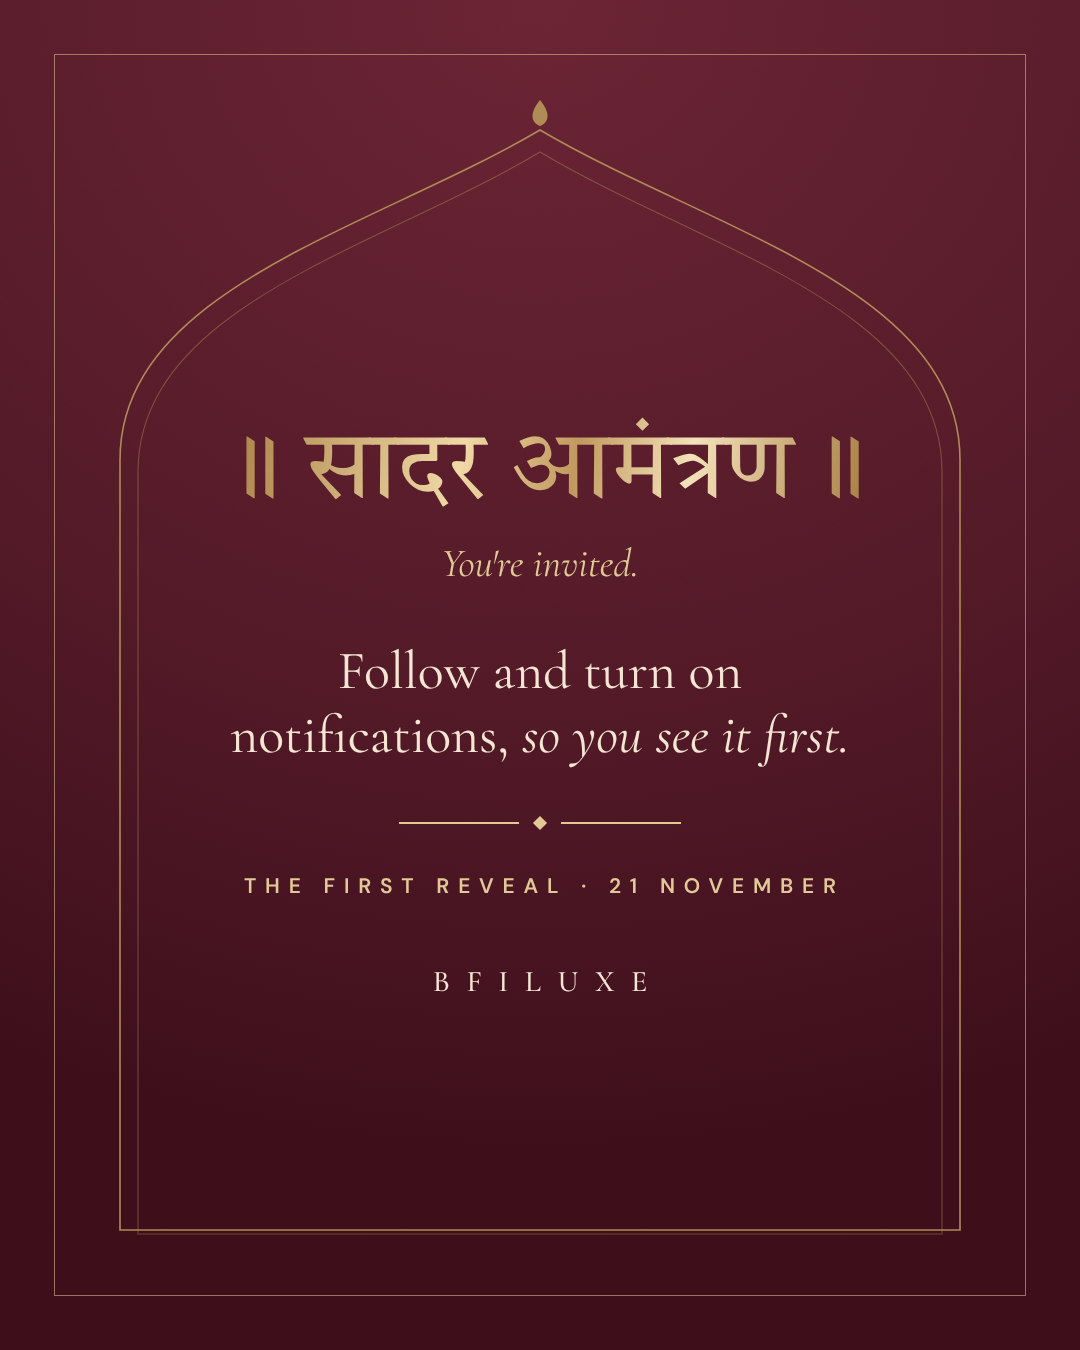 ॥ सादर आमंत्रण ॥
You're invited.
Follow and turn on
notifications, so you see it first.
THE FIRST REVEAL · 21 NOVEMBER
BFILUXE